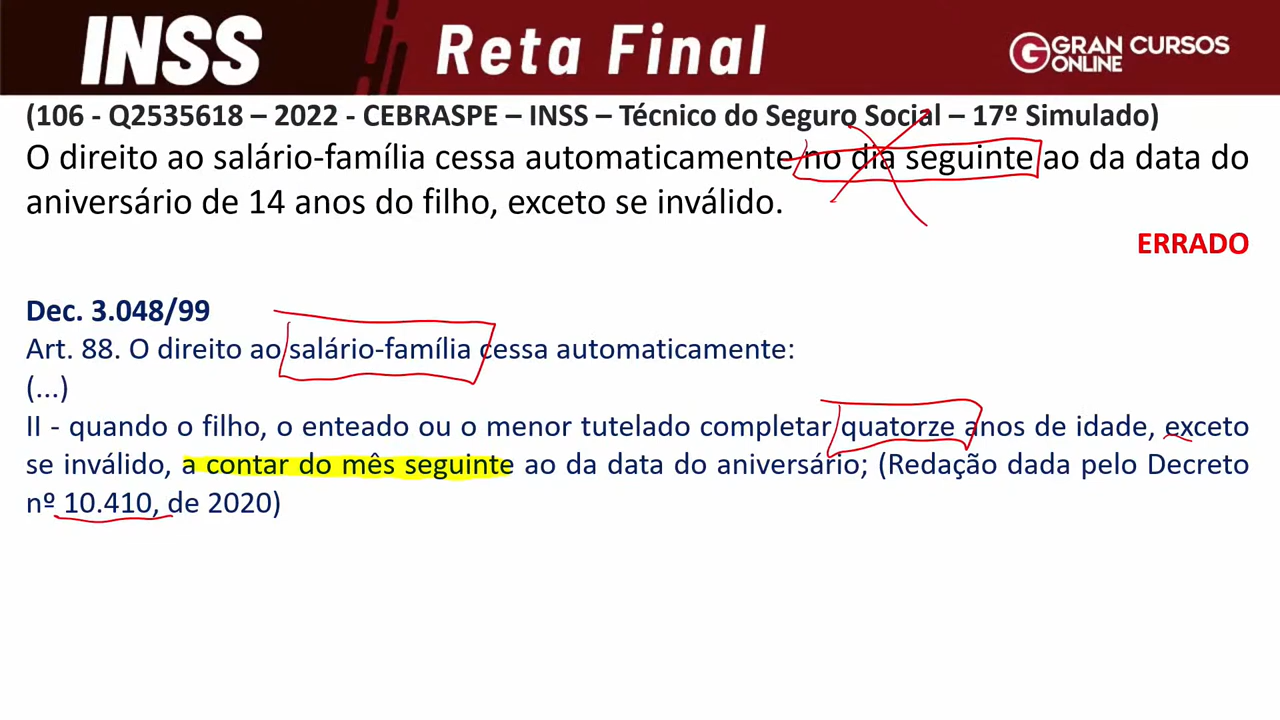 INSS Reta Final GRAN CURSOS ONLINE
(106 - Q2535618 – 2022 - CEBRASPE – INSS – Técnico do Seguro Social – 17º Simulado)
O direito ao salário-família cessa automaticamente no dia seguinte ao da data do
aniversário de 14 anos do filho, exceto se inválido.
ERRADO
Dec. 3.048/99
Art. 88. O direito ao salário-família cessa automaticamente:
(...)
II - quando o filho, o enteado ou o menor tutelado completar quatorze anos de idade, exceto
se inválido, a contar do mês seguinte ao da data do aniversário; (Redação dada pelo Decreto
nº 10.410, de 2020)